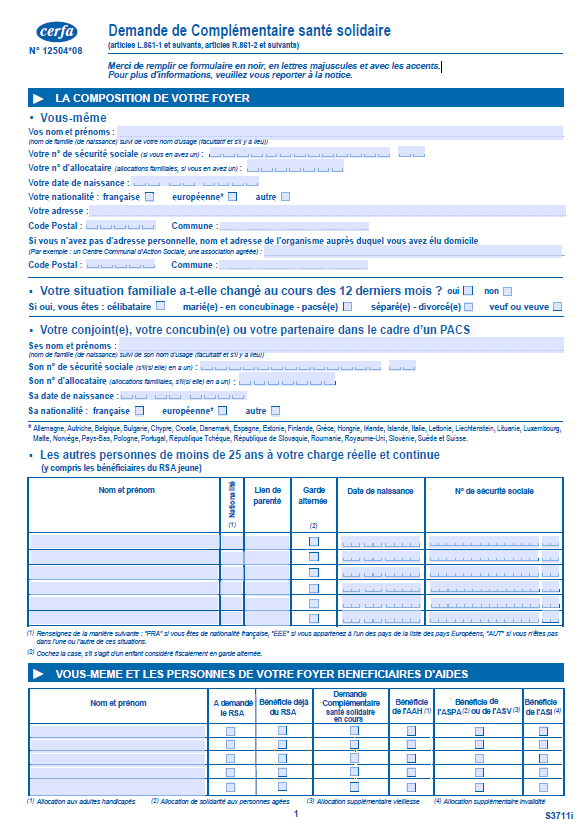 cerfa
N° 12504*08
Demande de Complémentaire santé solidaire
(articles L.861-1 et suivants, articles R.861-2 et suivants)
Merci de remplir ce formulaire en noir, en lettres majuscules et avec les accents.
Pour plus d'informations, veuillez vous reporter à la notice.
LA COMPOSITION DE VOTRE FOYER
▪ Vous-même
Vos nom et prénoms :
(nom de famille (de naissance) suivi de votre nom d'usage (facultatif et s'il y a lieu))
Votre n° de sécurité sociale (si vous en avez un) :
Votre n° d'allocataire (allocations familiales, si vous en avez un) :
Votre date de naissance :
Votre nationalité : française européenne* autre
Votre adresse :
Code Postal : Commune :
Si vous n'avez pas d'adresse personnelle, nom et adresse de l'organisme auprès duquel vous avez élu domicile
(Par exemple : un Centre Communal d'Action Sociale, une association agréée) :
Code Postal : Commune :
▪ Votre situation familiale a-t-elle changé au cours des 12 derniers mois ? oui non
Si oui, vous êtes : célibataire marié(e) - en concubinage - pacsé(e) séparé(e) - divorcé(e) veuf ou veuve
▪ Votre conjoint(e), votre concubin(e) ou votre partenaire dans le cadre d'un PACS
Ses nom et prénoms :
(nom de famille (de naissance) suivi de son nom d'usage (facultatif et s'il y a lieu))
Son n° de sécurité sociale (s'il(si elle) en a un) :
Son n° d'allocataire (allocations familiales, s'il(si elle) en a un) :
Sa date de naissance :
Sa nationalité : française européenne* autre
* Allemagne, Autriche, Belgique, Bulgarie, Chypre, Croatie, Danemark, Espagne, Estonie, Finlande, Grèce, Hongrie, Irlande, Islande, Italie, Lettonie, Liechtenstein, Lituanie, Luxembourg,
Malte, Norvège, Pays-Bas, Pologne, Portugal, République Tchèque, République de Slovaquie, Roumanie, Royaume-Uni, Slovénie, Suède et Suisse.
▪ Les autres personnes de moins de 25 ans à votre charge réelle et continue
(y compris les bénéficiaires du RSA jeune)
Nom et prénom Nationalité (1) Lien de parenté Garde alternée (2) Date de naissance N° de sécurité sociale
(1) Renseignez de la manière suivante : "FRA" si vous êtes de nationalité française, "EEE" si vous appartenez à l'un des pays de la liste des pays Européens, "AUT" si vous n'êtes pas
dans l'une ou l'autre de ces situations.
(2) Cochez la case, s'il s'agit d'un enfant considéré fiscalement en garde alternée.
VOUS-MEME ET LES PERSONNES DE VOTRE FOYER BENEFICIAIRES D'AIDES
Nom et prénom A demandé le RSA Bénéficie déjà du RSA Demande Complémentaire santé solidaire en cours Bénéficie de l'AAH (1) Bénéficie de l'ASPA(2) ou de l'ASV (3) Bénéficie de l'ASI (4)
(1) Allocation aux adultes handicapés (2) Allocation de solidarité aux personnes agées (3) Allocation supplémentaire vieillesse (4) Allocation supplémentaire invalidité
1
S3711i